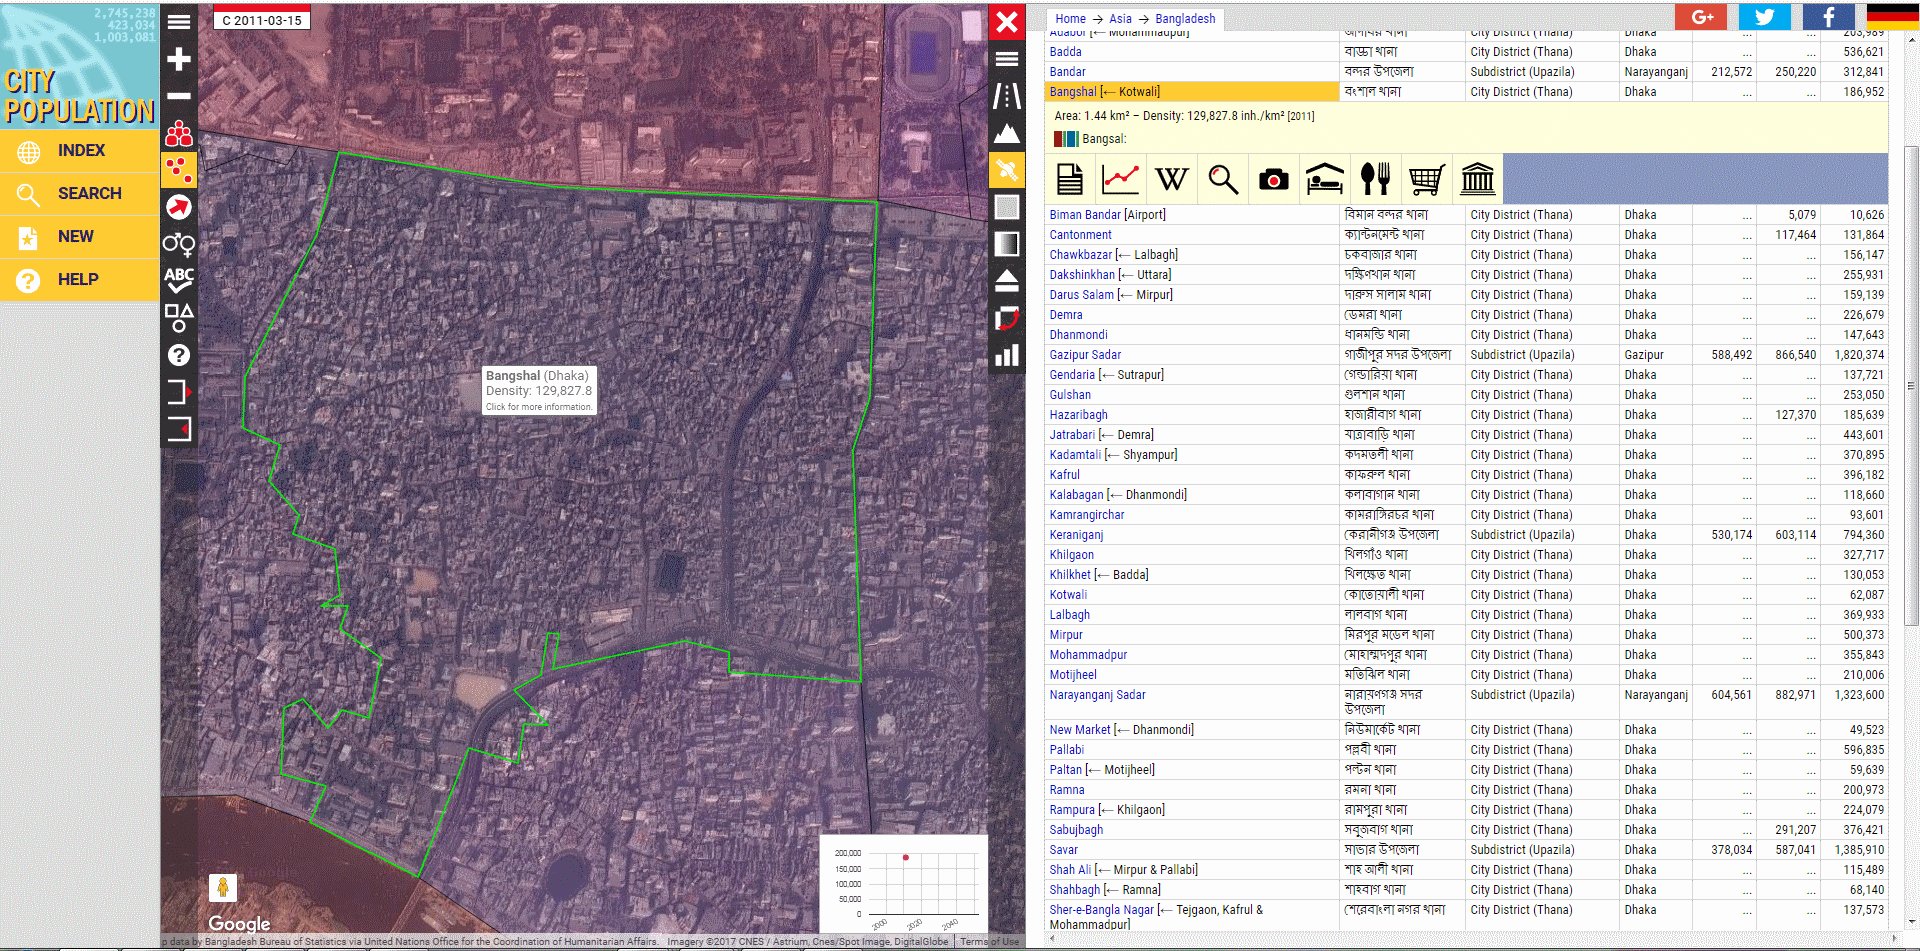 2,745,238
423,034
1,003,081
CITY
POPULATION
INDEX
SEARCH
NEW
HELP
C 2011-03-15
ABC
Bangshal (Dhaka)
Density: 129,827.8
Click for more information.
200,000
150,000
100,000
50,000
0
2000 2020 2040
Google
p data by Bangladesh Bureau of Statistics via United Nations Office for the Coordination of Humanitarian Affairs. Imagery ©2017 CNES / Astrium, Cnes/Spot Image, DigitalGlobe Terms of Use
Home → Asia → Bangladesh
G+
Adabor [← Mohammadpur] আদাবর থানা City District (Thana) Dhaka ... ... 203,989
Badda বাড্ডা থানা City District (Thana) Dhaka ... ... 536,621
Bandar বন্দর উপজেলা Subdistrict (Upazila) Narayanganj 212,572 250,220 312,841
Bangshal [← Kotwali] বংশাল থানা City District (Thana) Dhaka ... ... 186,952
Area: 1.44 km² – Density: 129,827.8 inh./km² [2011]
Bangsal:
W
Biman Bandar [Airport] বিমান বন্দর থানা City District (Thana) Dhaka ... 5,079 10,626
Cantonment ক্যান্টনমেন্ট থানা City District (Thana) Dhaka ... 117,464 131,864
Chawkbazar [← Lalbagh] চকবাজার থানা City District (Thana) Dhaka ... ... 156,147
Dakshinkhan [← Uttara] দক্ষিণখান থানা City District (Thana) Dhaka ... ... 255,931
Darus Salam [← Mirpur] দারুস সালাম থানা City District (Thana) Dhaka ... ... 159,139
Demra ডেমরা থানা City District (Thana) Dhaka ... ... 226,679
Dhanmondi ধানমন্ডি থানা City District (Thana) Dhaka ... ... 147,643
Gazipur Sadar গাজীপুর সদর উপজেলা Subdistrict (Upazila) Gazipur 588,492 866,540 1,820,374
Gendaria [← Sutrapur] গেন্ডারিয়া থানা City District (Thana) Dhaka ... ... 137,721
Gulshan গুলশান থানা City District (Thana) Dhaka ... ... 253,050
Hazaribagh হাজারীবাগ থানা City District (Thana) Dhaka ... 127,370 185,639
Jatrabari [← Demra] যাত্রাবাড়ি থানা City District (Thana) Dhaka ... ... 443,601
Kadamtali [← Shyampur] কদমতলী থানা City District (Thana) Dhaka ... ... 370,895
Kafrul কাফরুল থানা City District (Thana) Dhaka ... ... 396,182
Kalabagan [← Dhanmondi] কলাবাগান থানা City District (Thana) Dhaka ... ... 118,660
Kamrangirchar কামরাঙ্গিরচর থানা City District (Thana) Dhaka ... ... 93,601
Keraniganj কেরানীগঞ্জ উপজেলা Subdistrict (Upazila) Dhaka 530,174 603,114 794,360
Khilgaon খিলগাঁও থানা City District (Thana) Dhaka ... ... 327,717
Khilkhet [← Badda] খিলক্ষেত থানা City District (Thana) Dhaka ... ... 130,053
Kotwali কোতোয়ালী থানা City District (Thana) Dhaka ... ... 62,087
Lalbagh লালবাগ থানা City District (Thana) Dhaka ... ... 369,933
Mirpur মিরপুর মডেল থানা City District (Thana) Dhaka ... ... 500,373
Mohammadpur মোহাম্মদপুর থানা City District (Thana) Dhaka ... ... 355,843
Motijheel মতিঝিল থানা City District (Thana) Dhaka ... ... 210,006
Narayanganj Sadar নারায়ণগঞ্জ সদর উপজেলা Subdistrict (Upazila) Narayanganj 604,561 882,971 1,323,600
New Market [← Dhanmondi] নিউমার্কেট থানা City District (Thana) Dhaka ... ... 49,523
Pallabi পল্লবী থানা City District (Thana) Dhaka ... ... 596,835
Paltan [← Motijheel] পল্টন থানা City District (Thana) Dhaka ... ... 59,639
Ramna রমনা থানা City District (Thana) Dhaka ... ... 200,973
Rampura [← Khilgaon] রামপুরা থানা City District (Thana) Dhaka ... ... 224,079
Sabujbagh সবুজবাগ থানা City District (Thana) Dhaka ... 291,207 376,421
Savar সাভার উপজেলা Subdistrict (Upazila) Dhaka 378,034 587,041 1,385,910
Shah Ali [← Mirpur & Pallabi] শাহ আলী থানা City District (Thana) Dhaka ... ... 115,489
Shahbagh [← Ramna] শাহবাগ থানা City District (Thana) Dhaka ... ... 68,140
Sher-e-Bangla Nagar [← Tejgaon, Kafrul & শেরেবাংলা নগর থানা City District (Thana) Dhaka ... ... 137,573
Mohammadpur]